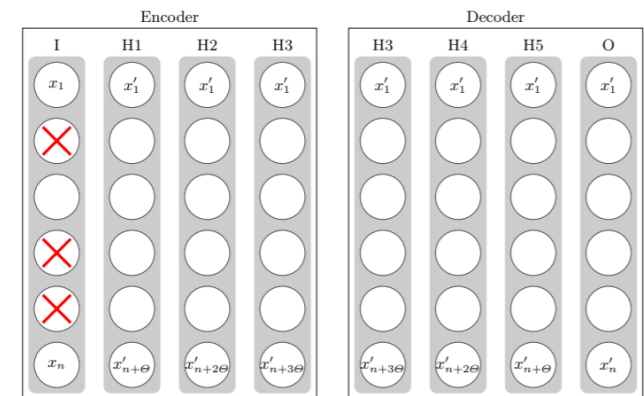 Encoder Decoder
I H1 H2 H3 H3 H4 H5 O
x₁ x′₁ x′₁ x′₁ x′₁ x′₁ x′₁ x′₁
xₙ x′ₙ₊Θ x′ₙ₊₂Θ x′ₙ₊₃Θ x′ₙ₊₃Θ x′ₙ₊₂Θ x′ₙ₊Θ x′ₙ